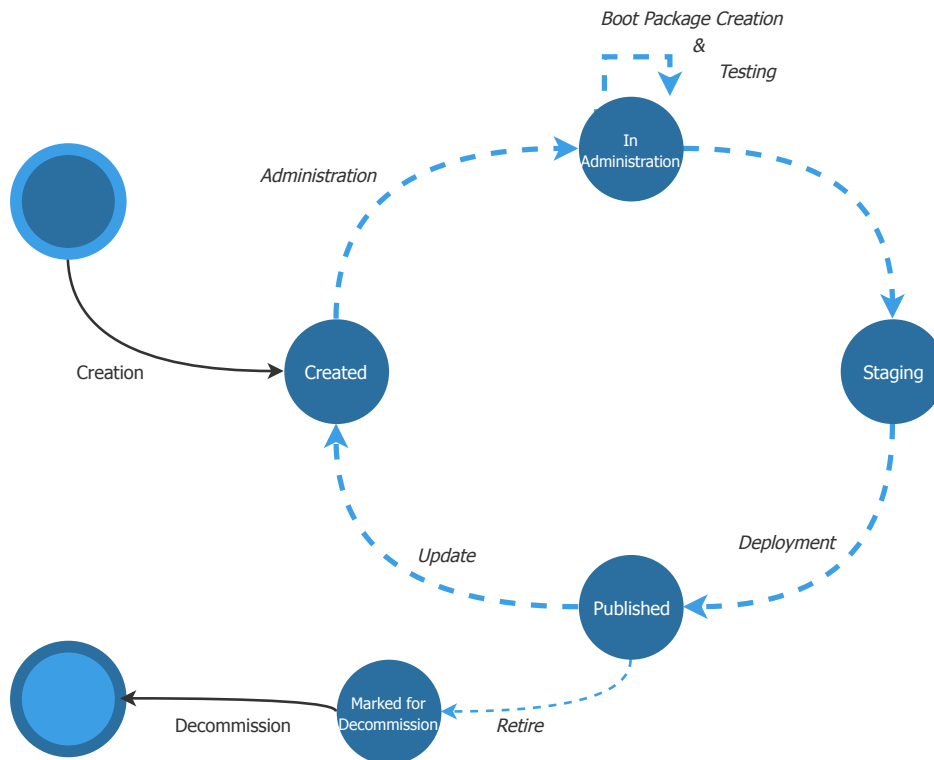 Boot Package Creation
&
Testing
In
Administration
Administration
Creation
Created
Staging
Update
Deployment
Published
Marked for
Decommission
Decommission
Retire